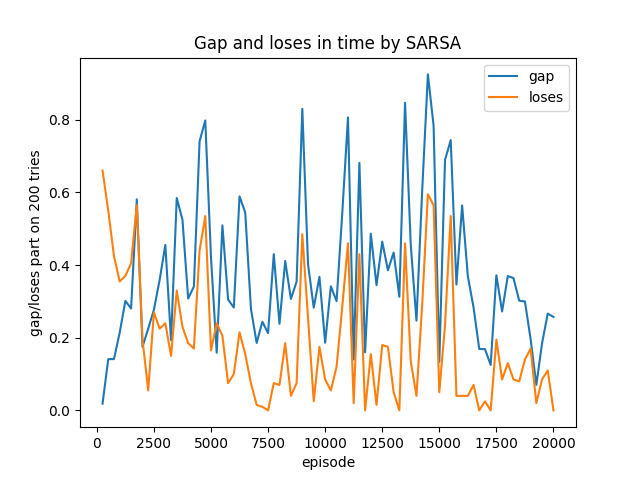 Gap and loses in time by SARSA
gap
loses
gap/loses part on 200 tries
0.8
0.6
0.4
0.2
0.0
0 2500 5000 7500 10000 12500 15000 17500 20000
episode